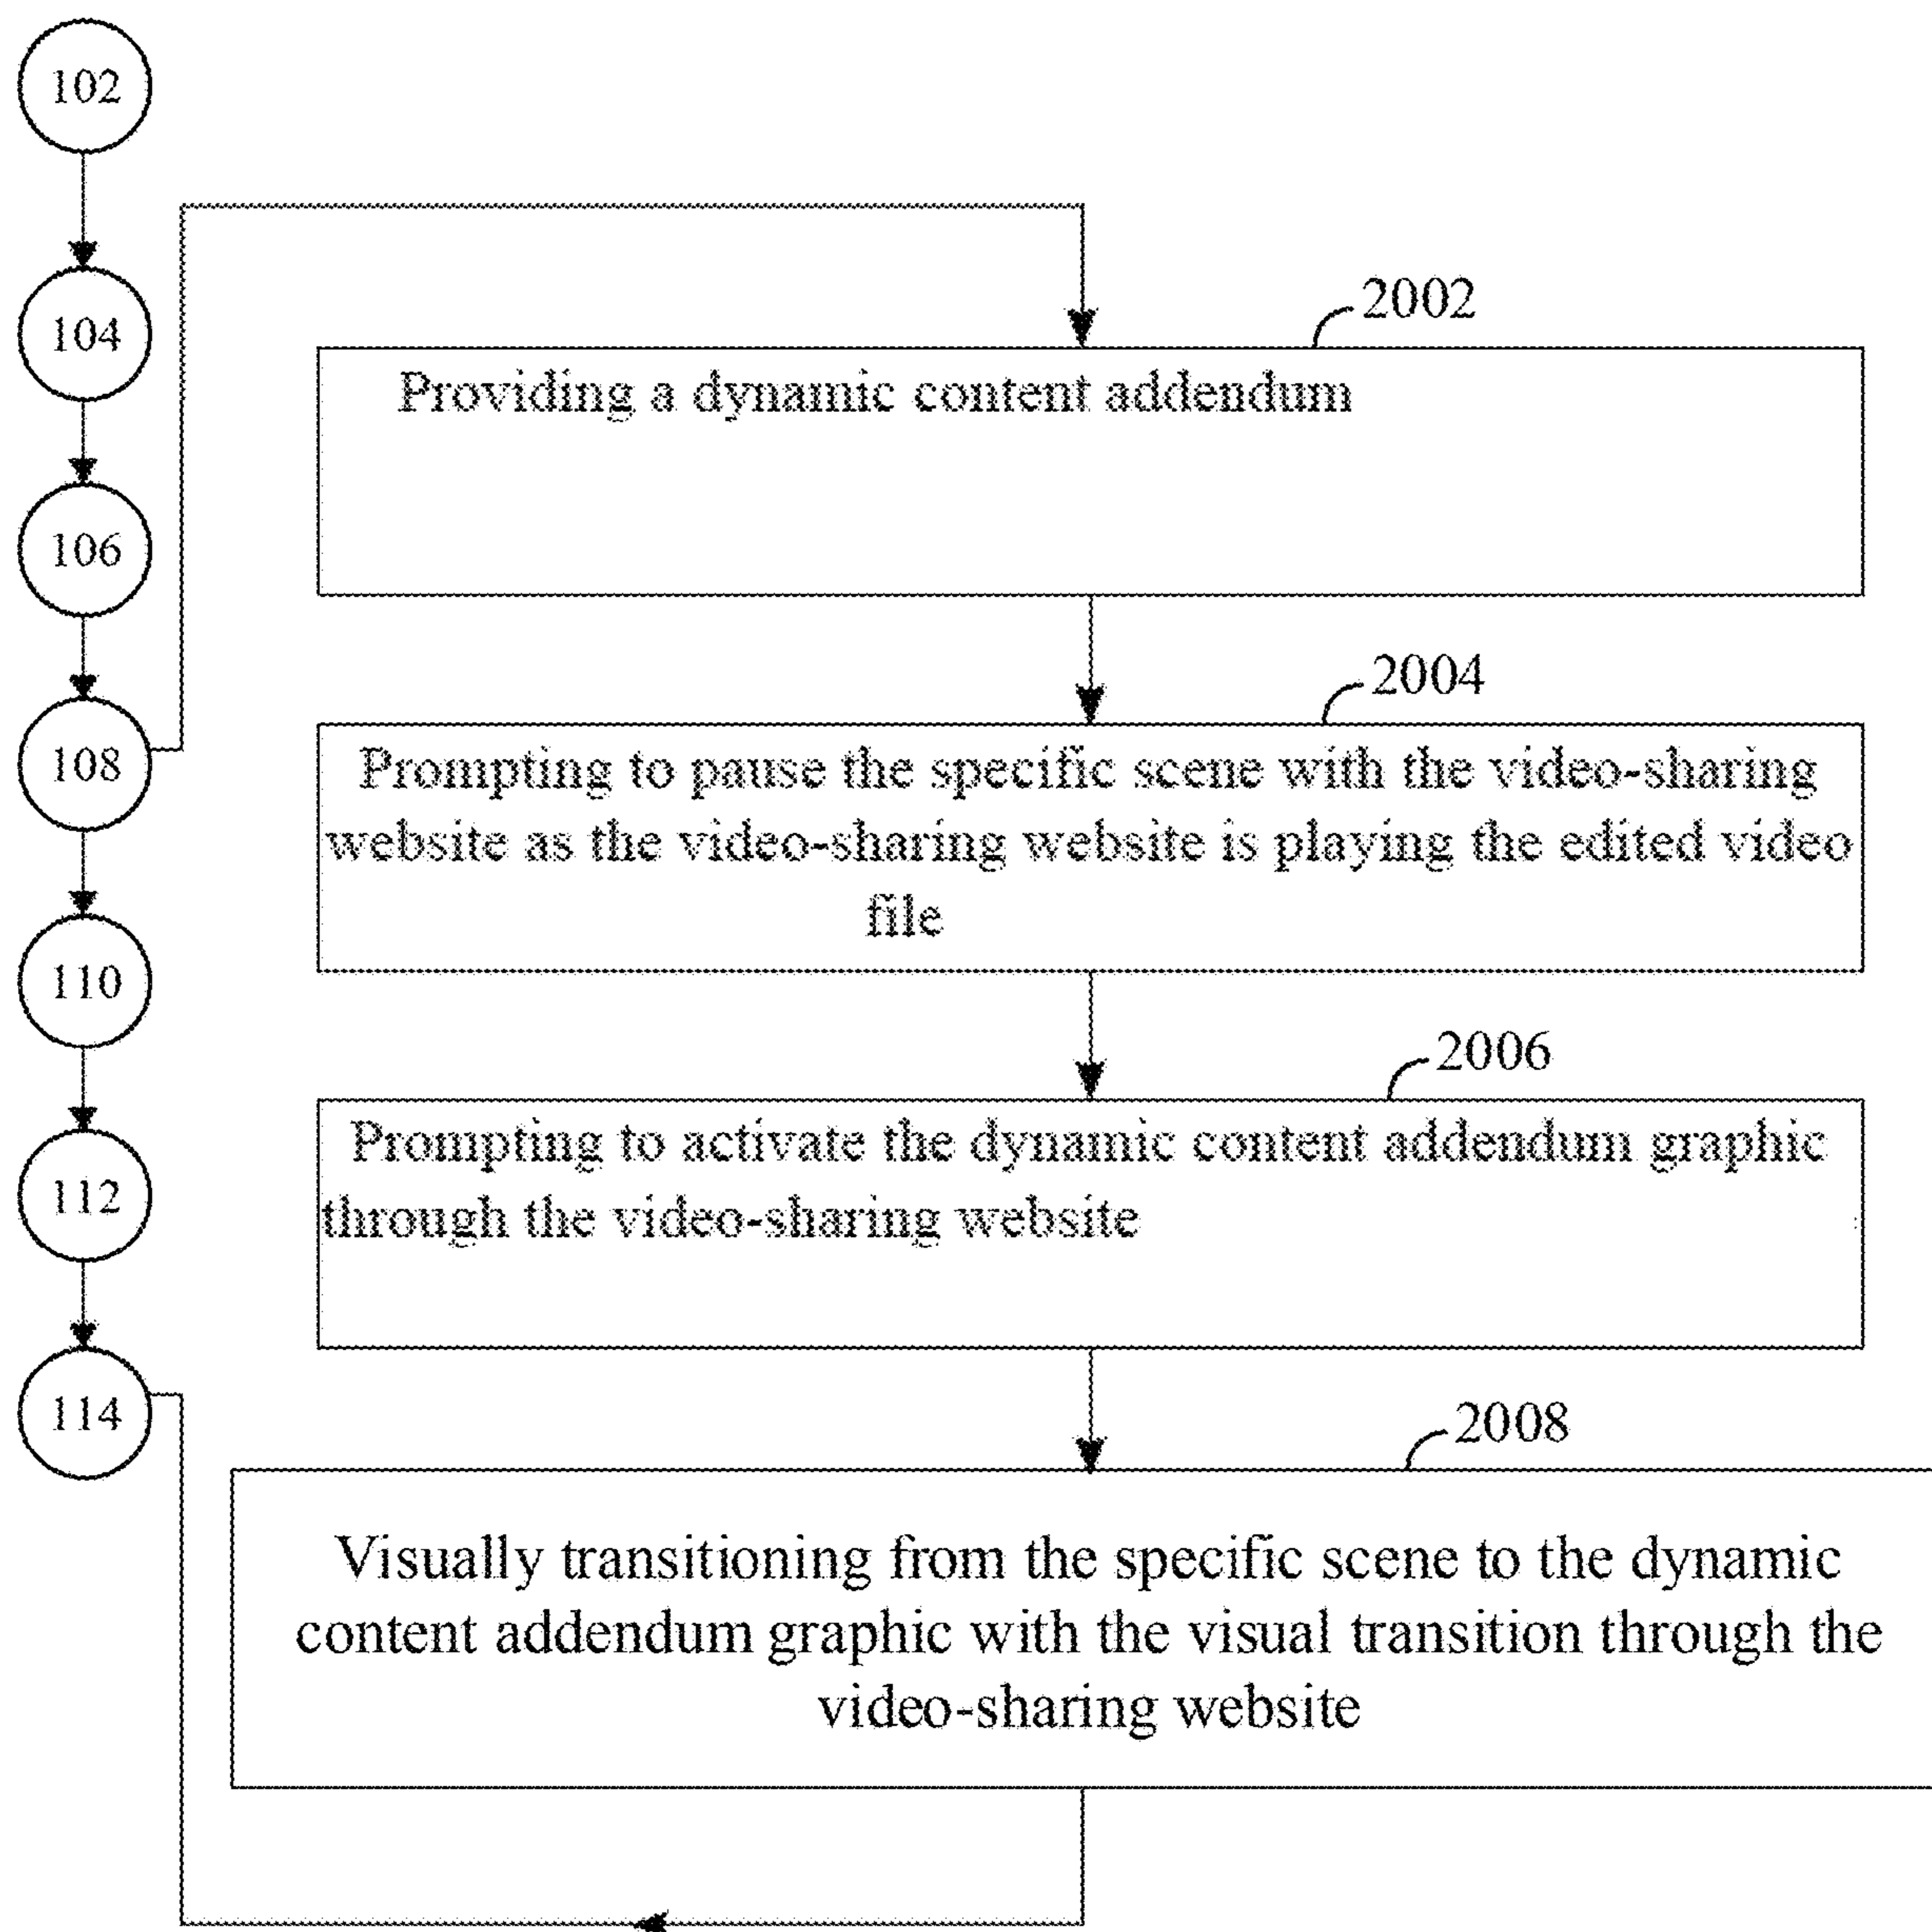 102
104
106
108
110
112
114
2002
Providing a dynamic content addendum
2004
Prompting to pause the specific scene with the video-sharing
website as the video-sharing website is playing the edited video
file
2006
Prompting to activate the dynamic content addendum graphic
through the video-sharing website
2008
Visually transitioning from the specific scene to the dynamic
content addendum graphic with the visual transition through the
video-sharing website